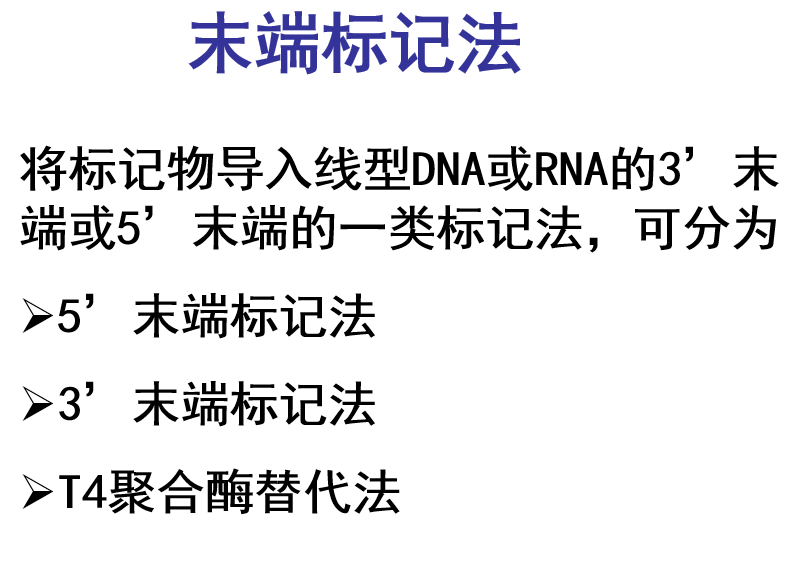 末端标记法
将标记物导入线型DNA或RNA的3’末
端或5’末端的一类标记法，可分为
➢5’末端标记法
➢3’末端标记法
➢T4聚合酶替代法